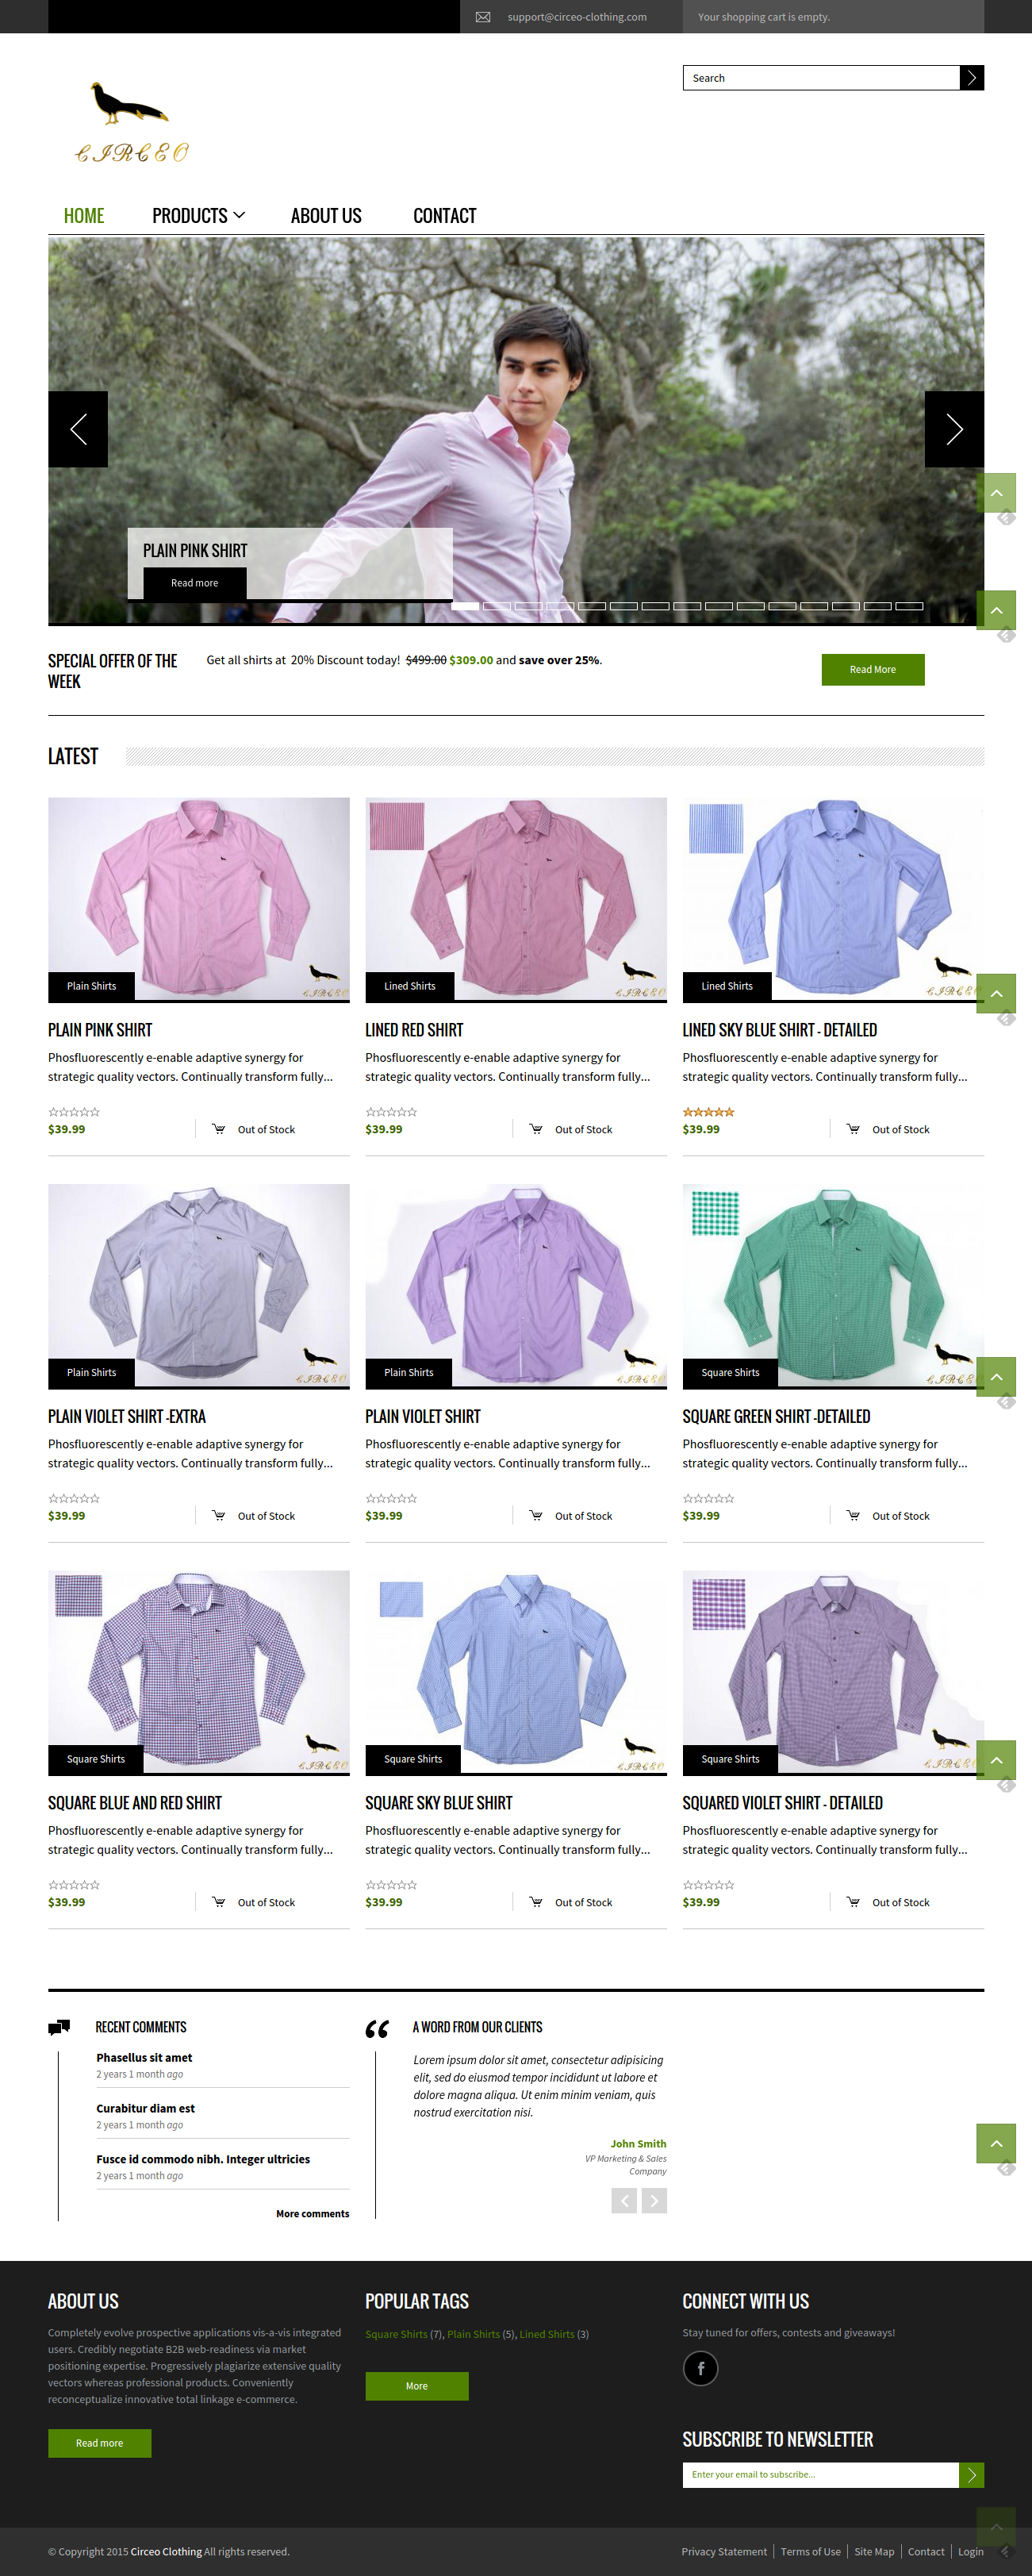 support@circeo-clothing.com
Your shopping cart is empty.
Search
CIRCEO
HOME
PRODUCTS
ABOUT US
CONTACT
PLAIN PINK SHIRT
Read more
SPECIAL OFFER OF THE
WEEK
Get all shirts at 20% Discount today! $499.00 $309.00 and save over 25%.
Read More
LATEST
Plain Shirts
CIRCEO
Lined Shirts
CIRCEO
Lined Shirts
CIRCEO
PLAIN PINK SHIRT
Phosfluorescently e-enable adaptive synergy for
strategic quality vectors. Continually transform fully...
$39.99
Out of Stock
LINED RED SHIRT
Phosfluorescently e-enable adaptive synergy for
strategic quality vectors. Continually transform fully...
$39.99
Out of Stock
LINED SKY BLUE SHIRT - DETAILED
Phosfluorescently e-enable adaptive synergy for
strategic quality vectors. Continually transform fully...
$39.99
Out of Stock
Plain Shirts
CIRCEO
Plain Shirts
CIRCEO
Square Shirts
CIRCEO
PLAIN VIOLET SHIRT -EXTRA
Phosfluorescently e-enable adaptive synergy for
strategic quality vectors. Continually transform fully...
$39.99
Out of Stock
PLAIN VIOLET SHIRT
Phosfluorescently e-enable adaptive synergy for
strategic quality vectors. Continually transform fully...
$39.99
Out of Stock
SQUARE GREEN SHIRT -DETAILED
Phosfluorescently e-enable adaptive synergy for
strategic quality vectors. Continually transform fully...
$39.99
Out of Stock
Square Shirts
CIRCEO
Square Shirts
CIRCEO
Square Shirts
CIRCEO
SQUARE BLUE AND RED SHIRT
Phosfluorescently e-enable adaptive synergy for
strategic quality vectors. Continually transform fully...
$39.99
Out of Stock
SQUARE SKY BLUE SHIRT
Phosfluorescently e-enable adaptive synergy for
strategic quality vectors. Continually transform fully...
$39.99
Out of Stock
SQUARED VIOLET SHIRT - DETAILED
Phosfluorescently e-enable adaptive synergy for
strategic quality vectors. Continually transform fully...
$39.99
Out of Stock
RECENT COMMENTS
Phasellus sit amet
2 years 1 month ago
Curabitur diam est
2 years 1 month ago
Fusce id commodo nibh. Integer ultricies
2 years 1 month ago
More comments
A WORD FROM OUR CLIENTS
Lorem ipsum dolor sit amet, consectetur adipisicing
elit, sed do eiusmod tempor incididunt ut labore et
dolore magna aliqua. Ut enim minim veniam, quis
nostrud exercitation nisi.
John Smith
VP Marketing & Sales
Company
ABOUT US
Completely evolve prospective applications vis-a-vis integrated
users. Credibly negotiate B2B web-readiness via market
positioning expertise. Progressively plagiarize extensive quality
vectors whereas professional products. Conveniently
reconceptualize innovative total linkage e-commerce.
Read more
POPULAR TAGS
Square Shirts (7), Plain Shirts (5), Lined Shirts (3)
More
CONNECT WITH US
Stay tuned for offers, contests and giveaways!
f
SUBSCRIBE TO NEWSLETTER
Enter your email to subscribe...
© Copyright 2015 Circeo Clothing All rights reserved.
Privacy Statement
Terms of Use
Site Map
Contact
Login